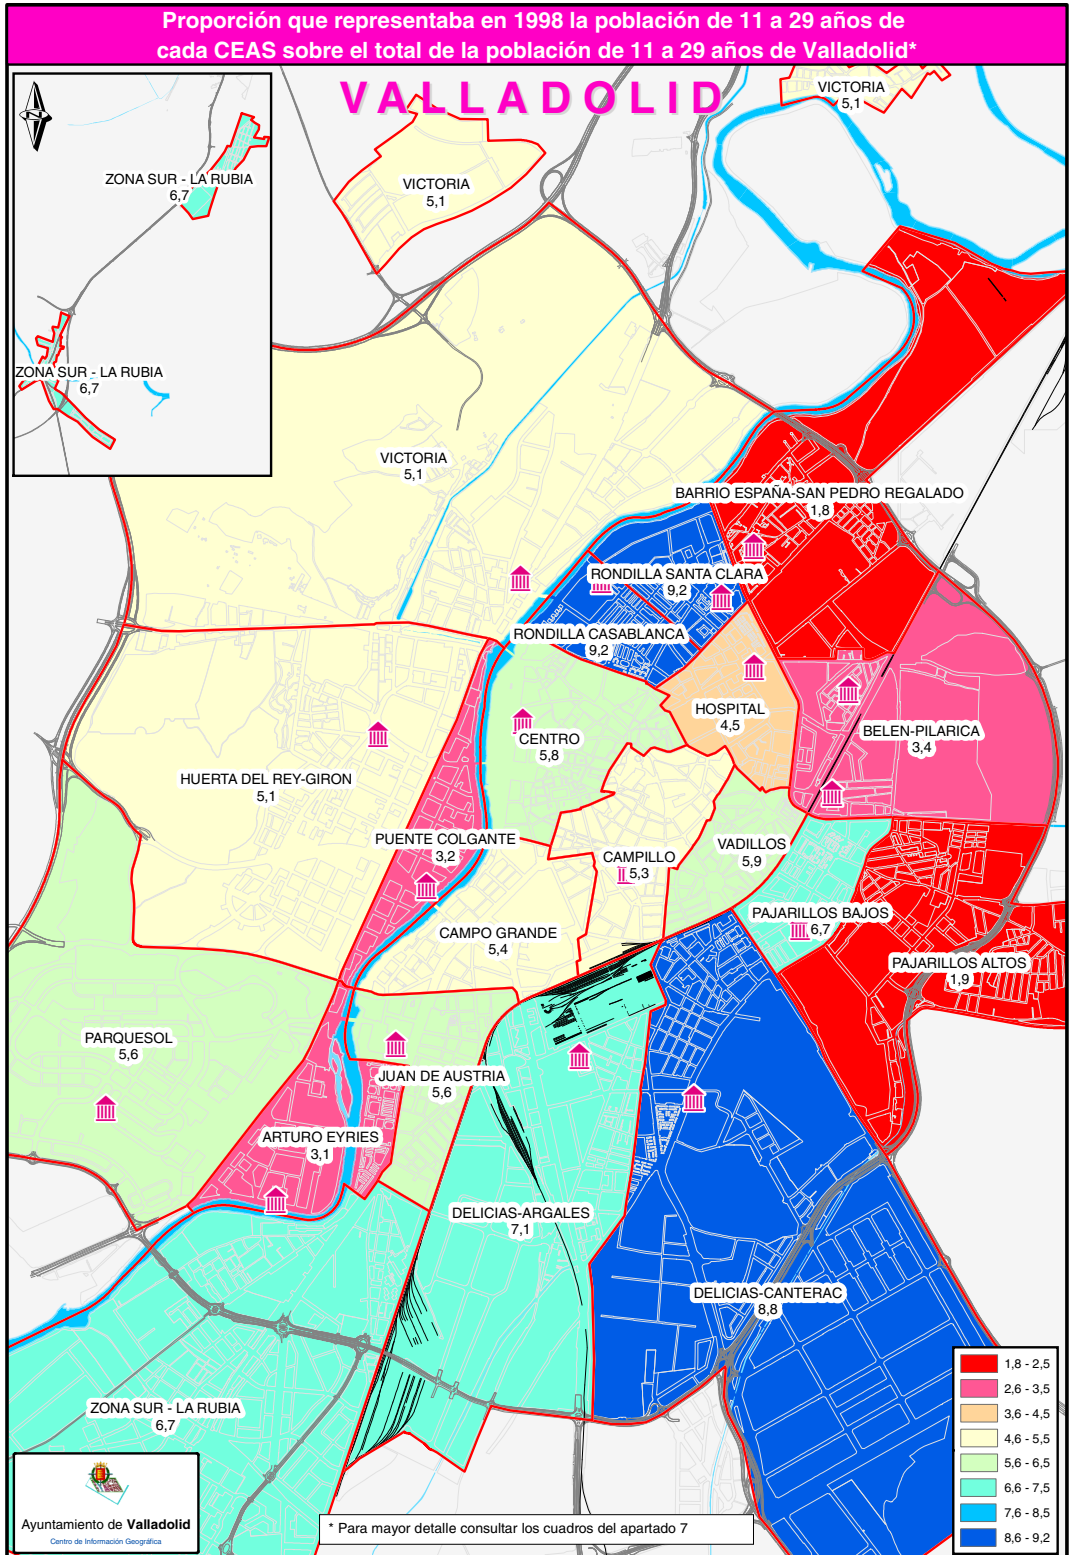 Proporción que representaba en 1998 la población de 11 a 29 años de
cada CEAS sobre el total de la población de 11 a 29 años de Valladolid*
VALLADOLID
VICTORIA
5,1
VICTORIA
5,1
ZONA SUR - LA RUBIA
6,7
ZONA SUR - LA RUBIA
6,7
VICTORIA
5,1
BARRIO ESPAÑA-SAN PEDRO REGALADO
1,8
RONDILLA SANTA CLARA
9,2
RONDILLA CASABLANCA
9,2
HOSPITAL
4,5
CENTRO
5,8
BELEN-PILARICA
3,4
HUERTA DEL REY-GIRON
5,1
PUENTE COLGANTE
3,2
CAMPILLO
5,3
VADILLOS
5,9
PAJARILLOS BAJOS
6,7
CAMPO GRANDE
5,4
PAJARILLOS ALTOS
1,9
PARQUESOL
5,6
JUAN DE AUSTRIA
5,6
ARTURO EYRIES
3,1
DELICIAS-ARGALES
7,1
DELICIAS-CANTERAC
8,8
ZONA SUR - LA RUBIA
6,7
1,8 - 2,5
2,6 - 3,5
3,6 - 4,5
4,6 - 5,5
5,6 - 6,5
6,6 - 7,5
7,6 - 8,5
8,6 - 9,2
Ayuntamiento de Valladolid
Centro de Información Geográfica
* Para mayor detalle consultar los cuadros del apartado 7